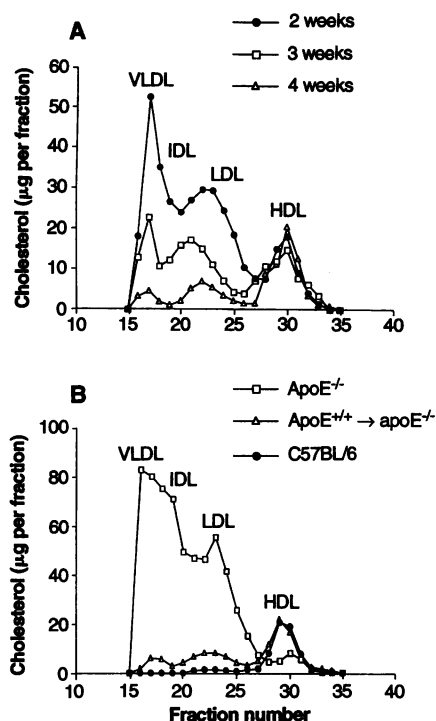 A
2 weeks
3 weeks
4 weeks
Cholesterol (µg per fraction)
60
50
40
30
20
10
0
VLDL
IDL
LDL
HDL
10 15 20 25 30 35 40
B
ApoE-/-
ApoE+/+ → apoE-/-
C57BL/6
Cholesterol (µg per fraction)
100
80
60
40
20
0
VLDL
IDL
LDL
HDL
10 15 20 25 30 35 40
Fraction number